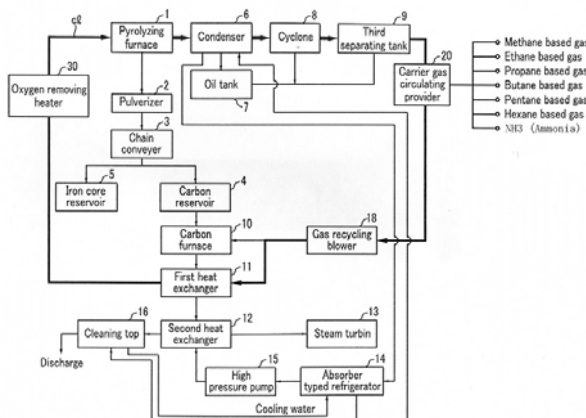 cℓ
1
Pyrolyzing
furnace
6
Condenser
8
Cyclone
9
Third
separating tank
20
Carrier gas
circulating
provider
Methane based gas
Ethane based gas
Propane based gas
Butane based gas
Pentane based gas
Hexane based gas
NH3 (Ammonia)
30
Oxygen removing
heater
2
Pulverizer
Oil tank
7
3
Chain
conveyer
5
Iron core
reservoir
4
Carbon
reservoir
10
Carbon
furnace
18
Gas recycling
blower
11
First heat
exchanger
16
Cleaning top
12
Second heat
exchanger
13
Steam turbin
Discharge
15
High
pressure pump
14
Absorber
typed refrigerator
Cooling water